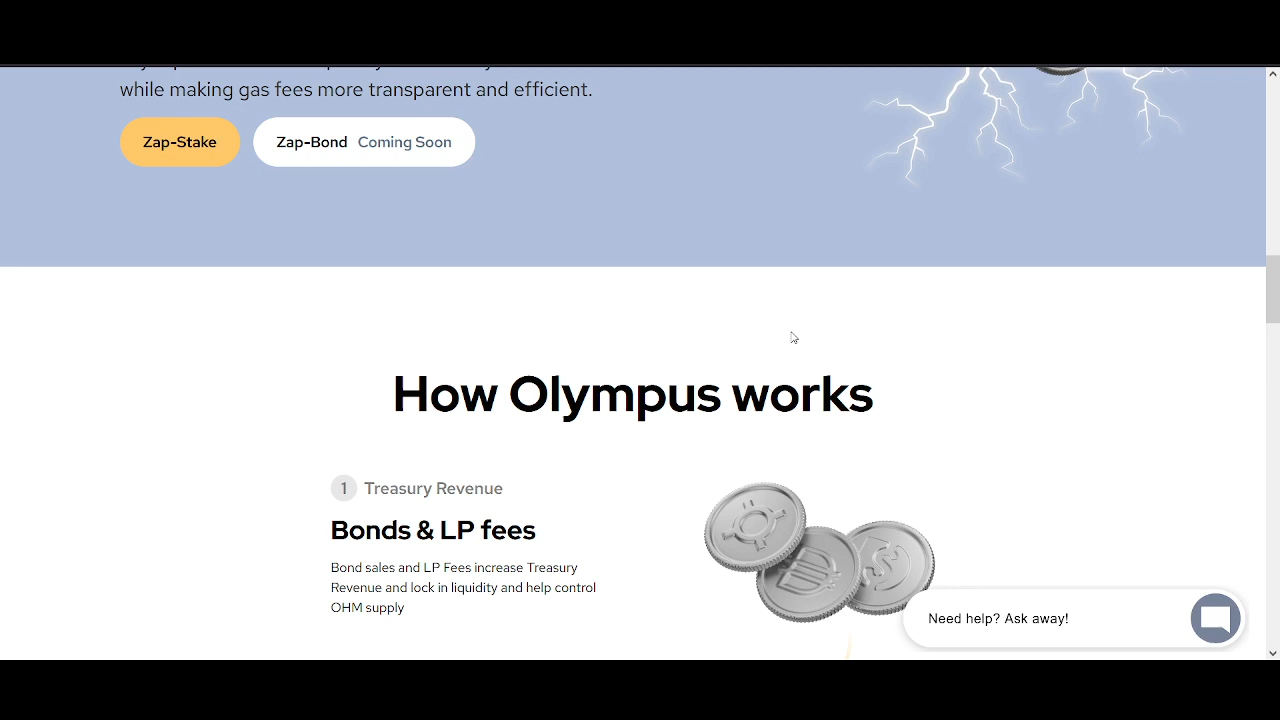 while making gas fees more transparent and efficient.
Zap-Stake
Zap-Bond Coming Soon
How Olympus works
1 Treasury Revenue
Bonds & LP fees
Bond sales and LP Fees increase Treasury
Revenue and lock in liquidity and help control
OHM supply
Need help? Ask away!